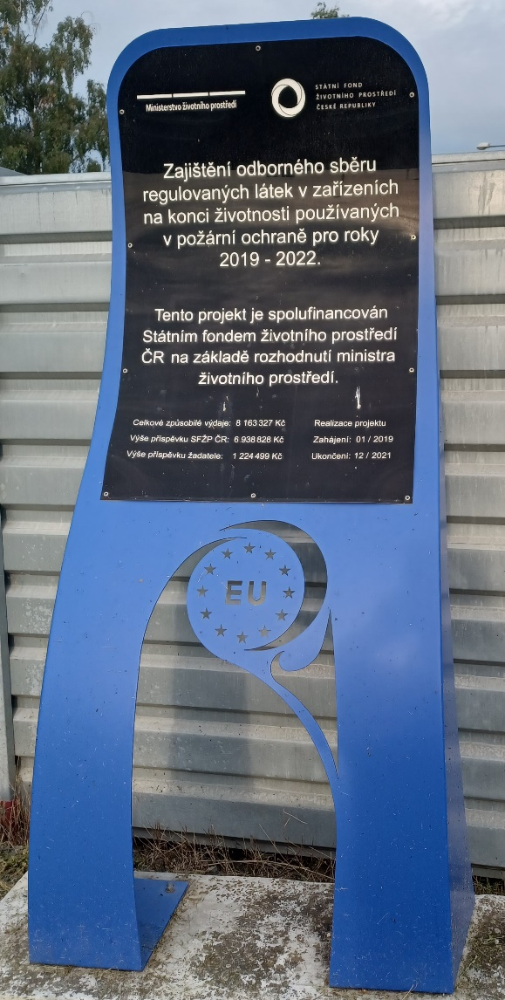 Ministerstvo životního prostředí
STÁTNÍ FOND
ŽIVOTNÍHO PROSTŘEDÍ
ČESKÉ REPUBLIKY
Zajištění odborného sběru
regulovaných látek v zařízeních
na konci životnosti používaných
v požární ochraně pro roky
2019 - 2022.
Tento projekt je spolufinancován
Státním fondem životního prostředí
ČR na základě rozhodnutí ministra
životního prostředí.
Celkové způsobilé výdaje: 8 163 327 Kč
Výše příspěvku SFŽP ČR: 6 938 828 Kč
Výše příspěvku žadatele: 1 224 499 Kč
Realizace projektu
Zahájení: 01 / 2019
Ukončení: 12 / 2021
EU